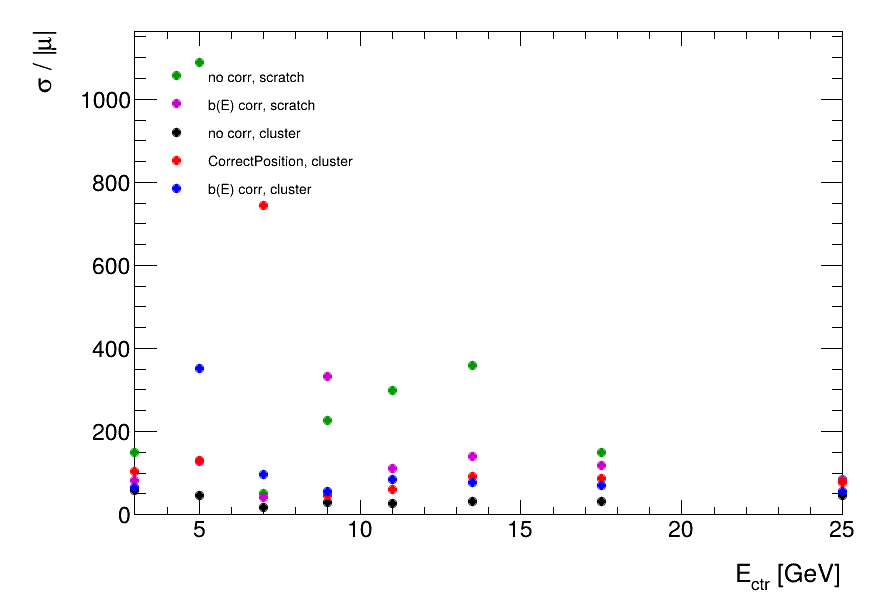 σ / |μ|
1000
800
600
400
200
0
no corr, scratch
b(E) corr, scratch
no corr, cluster
CorrectPosition, cluster
b(E) corr, cluster
5 10 15 20 25
E_ctr [GeV]